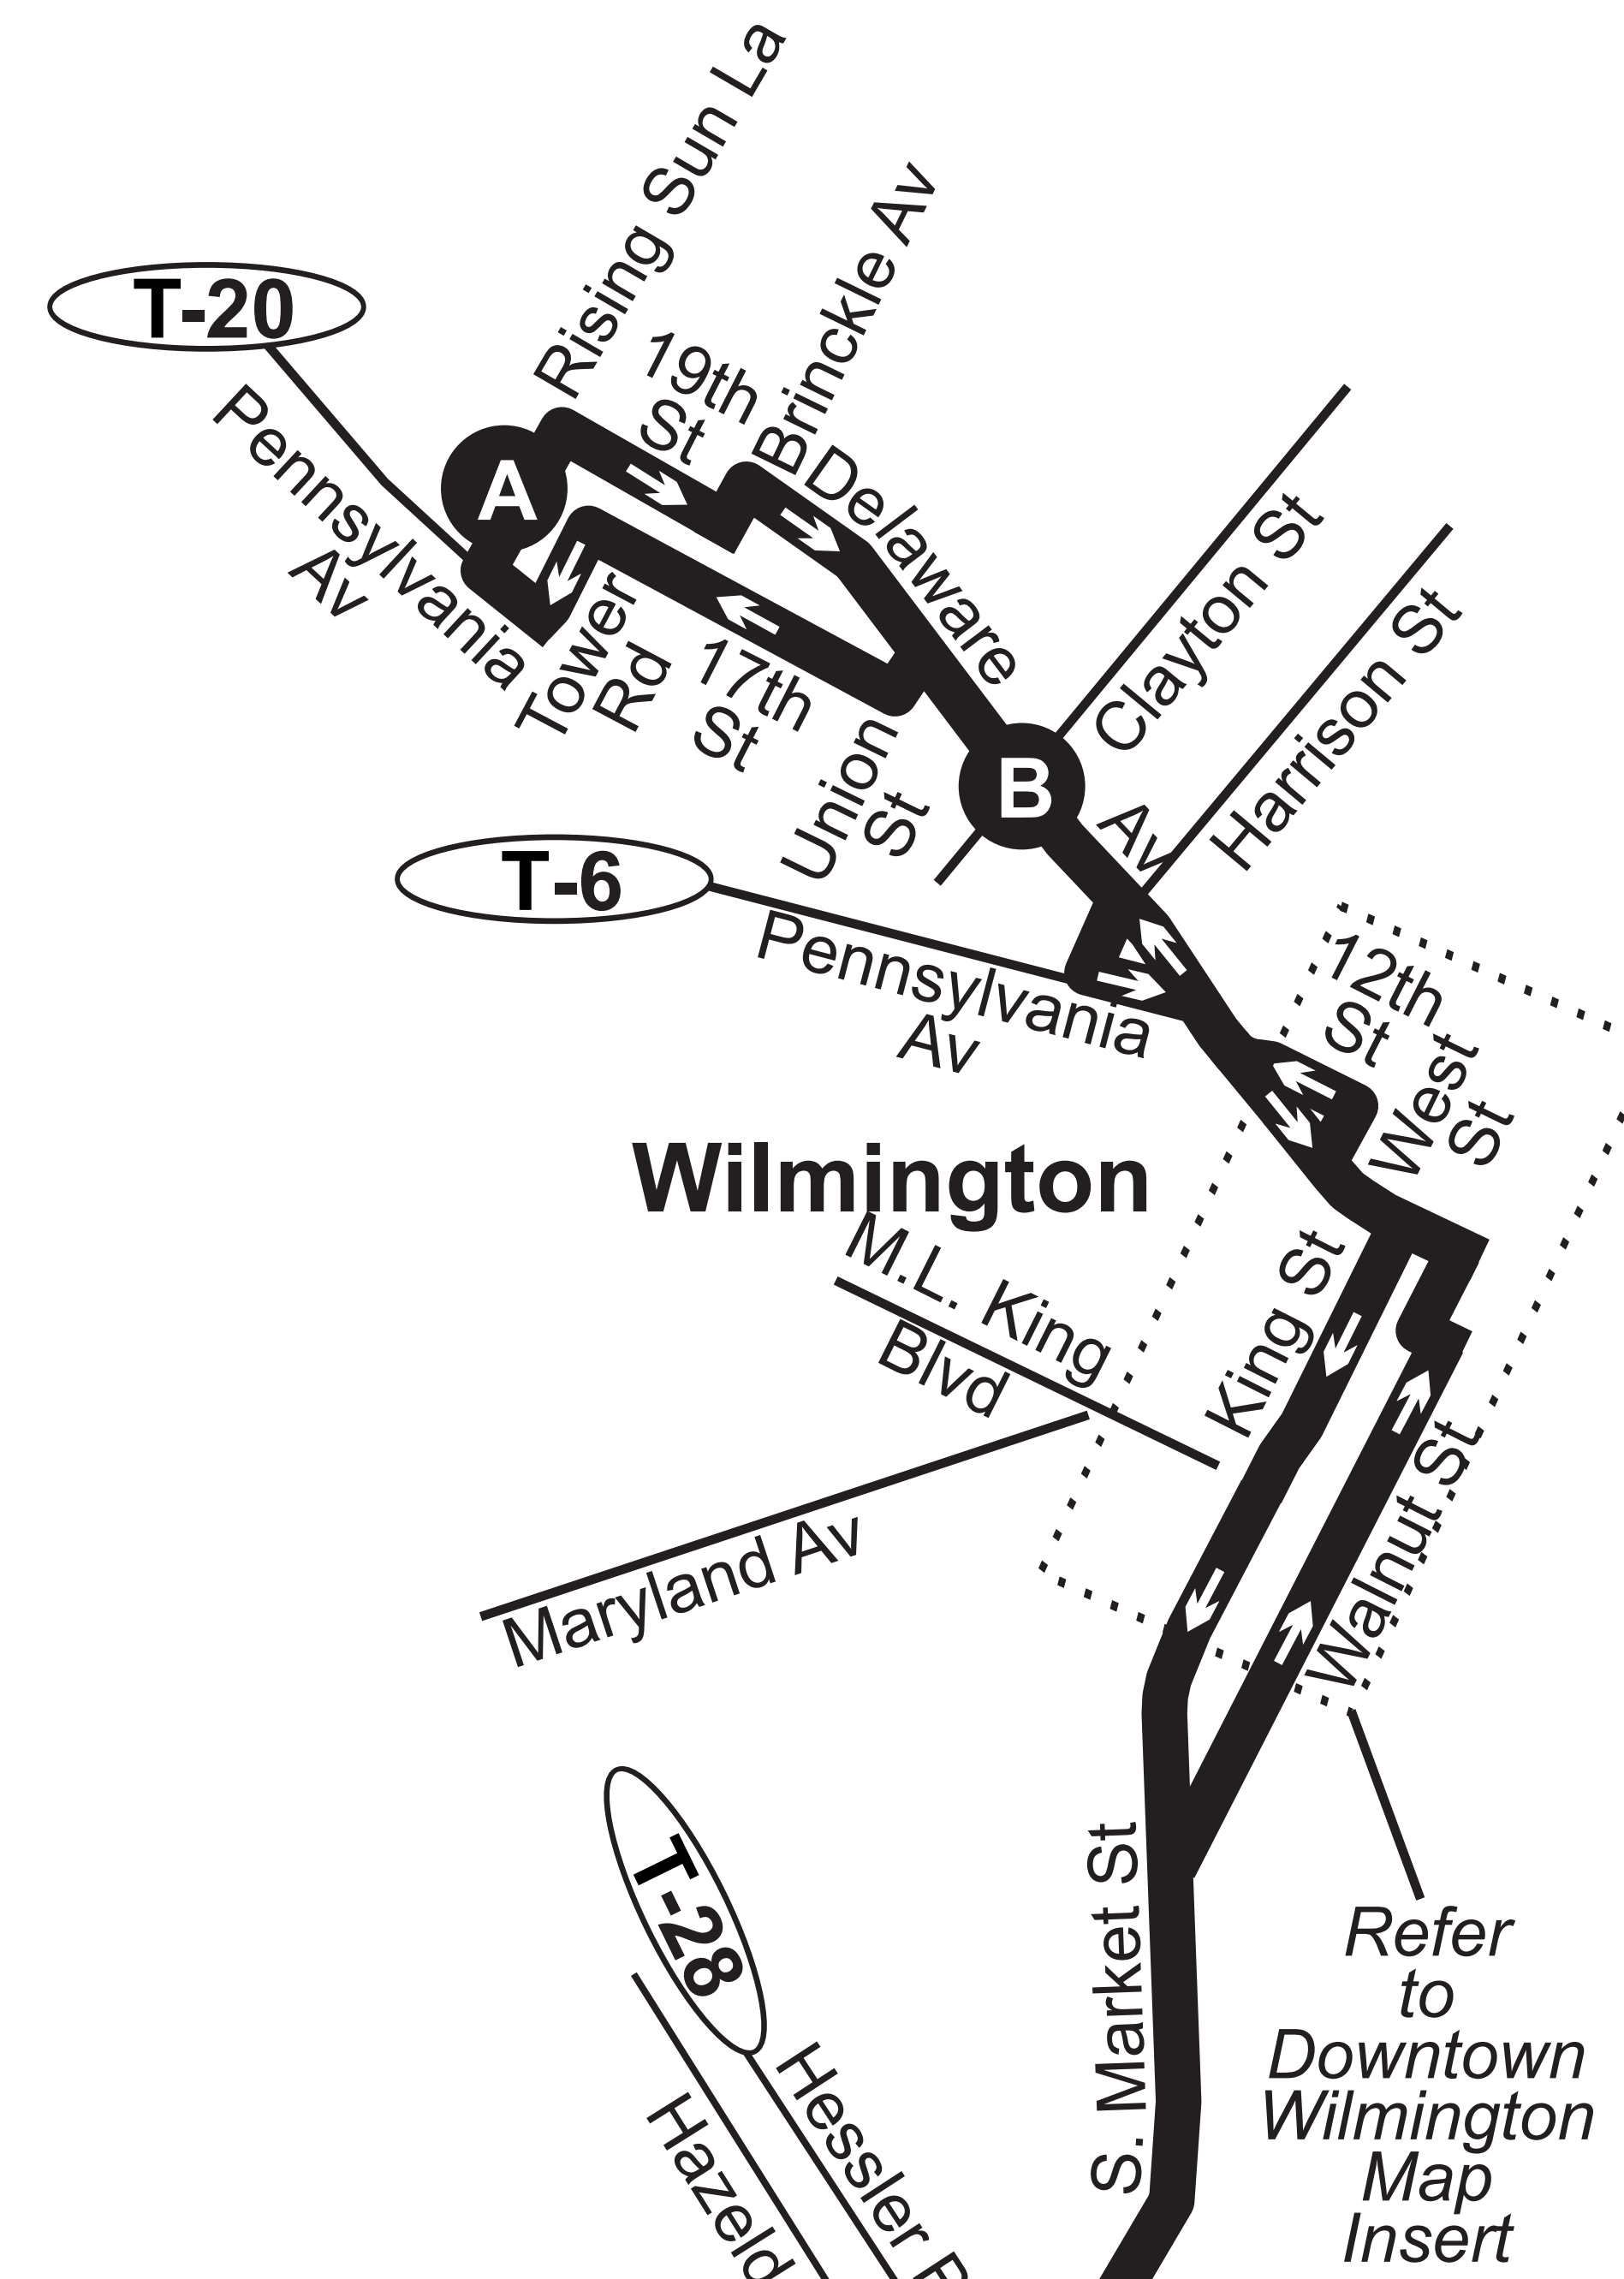 Rising Sun La
Brinckle Av
19th
St
T-20
Pennsylvania
Av
A
Delaware
Av
Clayton St
Harrison St
Tower
Rd
17th
St
Union
St
B
T-6
Pennsylvania
Av
12th
St
West
St
Wilmington
M.L. King
Blvd
King St
Maryland Av
Walnut St
T-28
S. Market St
Refer
to
Downtown
Wilmington
Map
Insert
Hessler
Hazeld